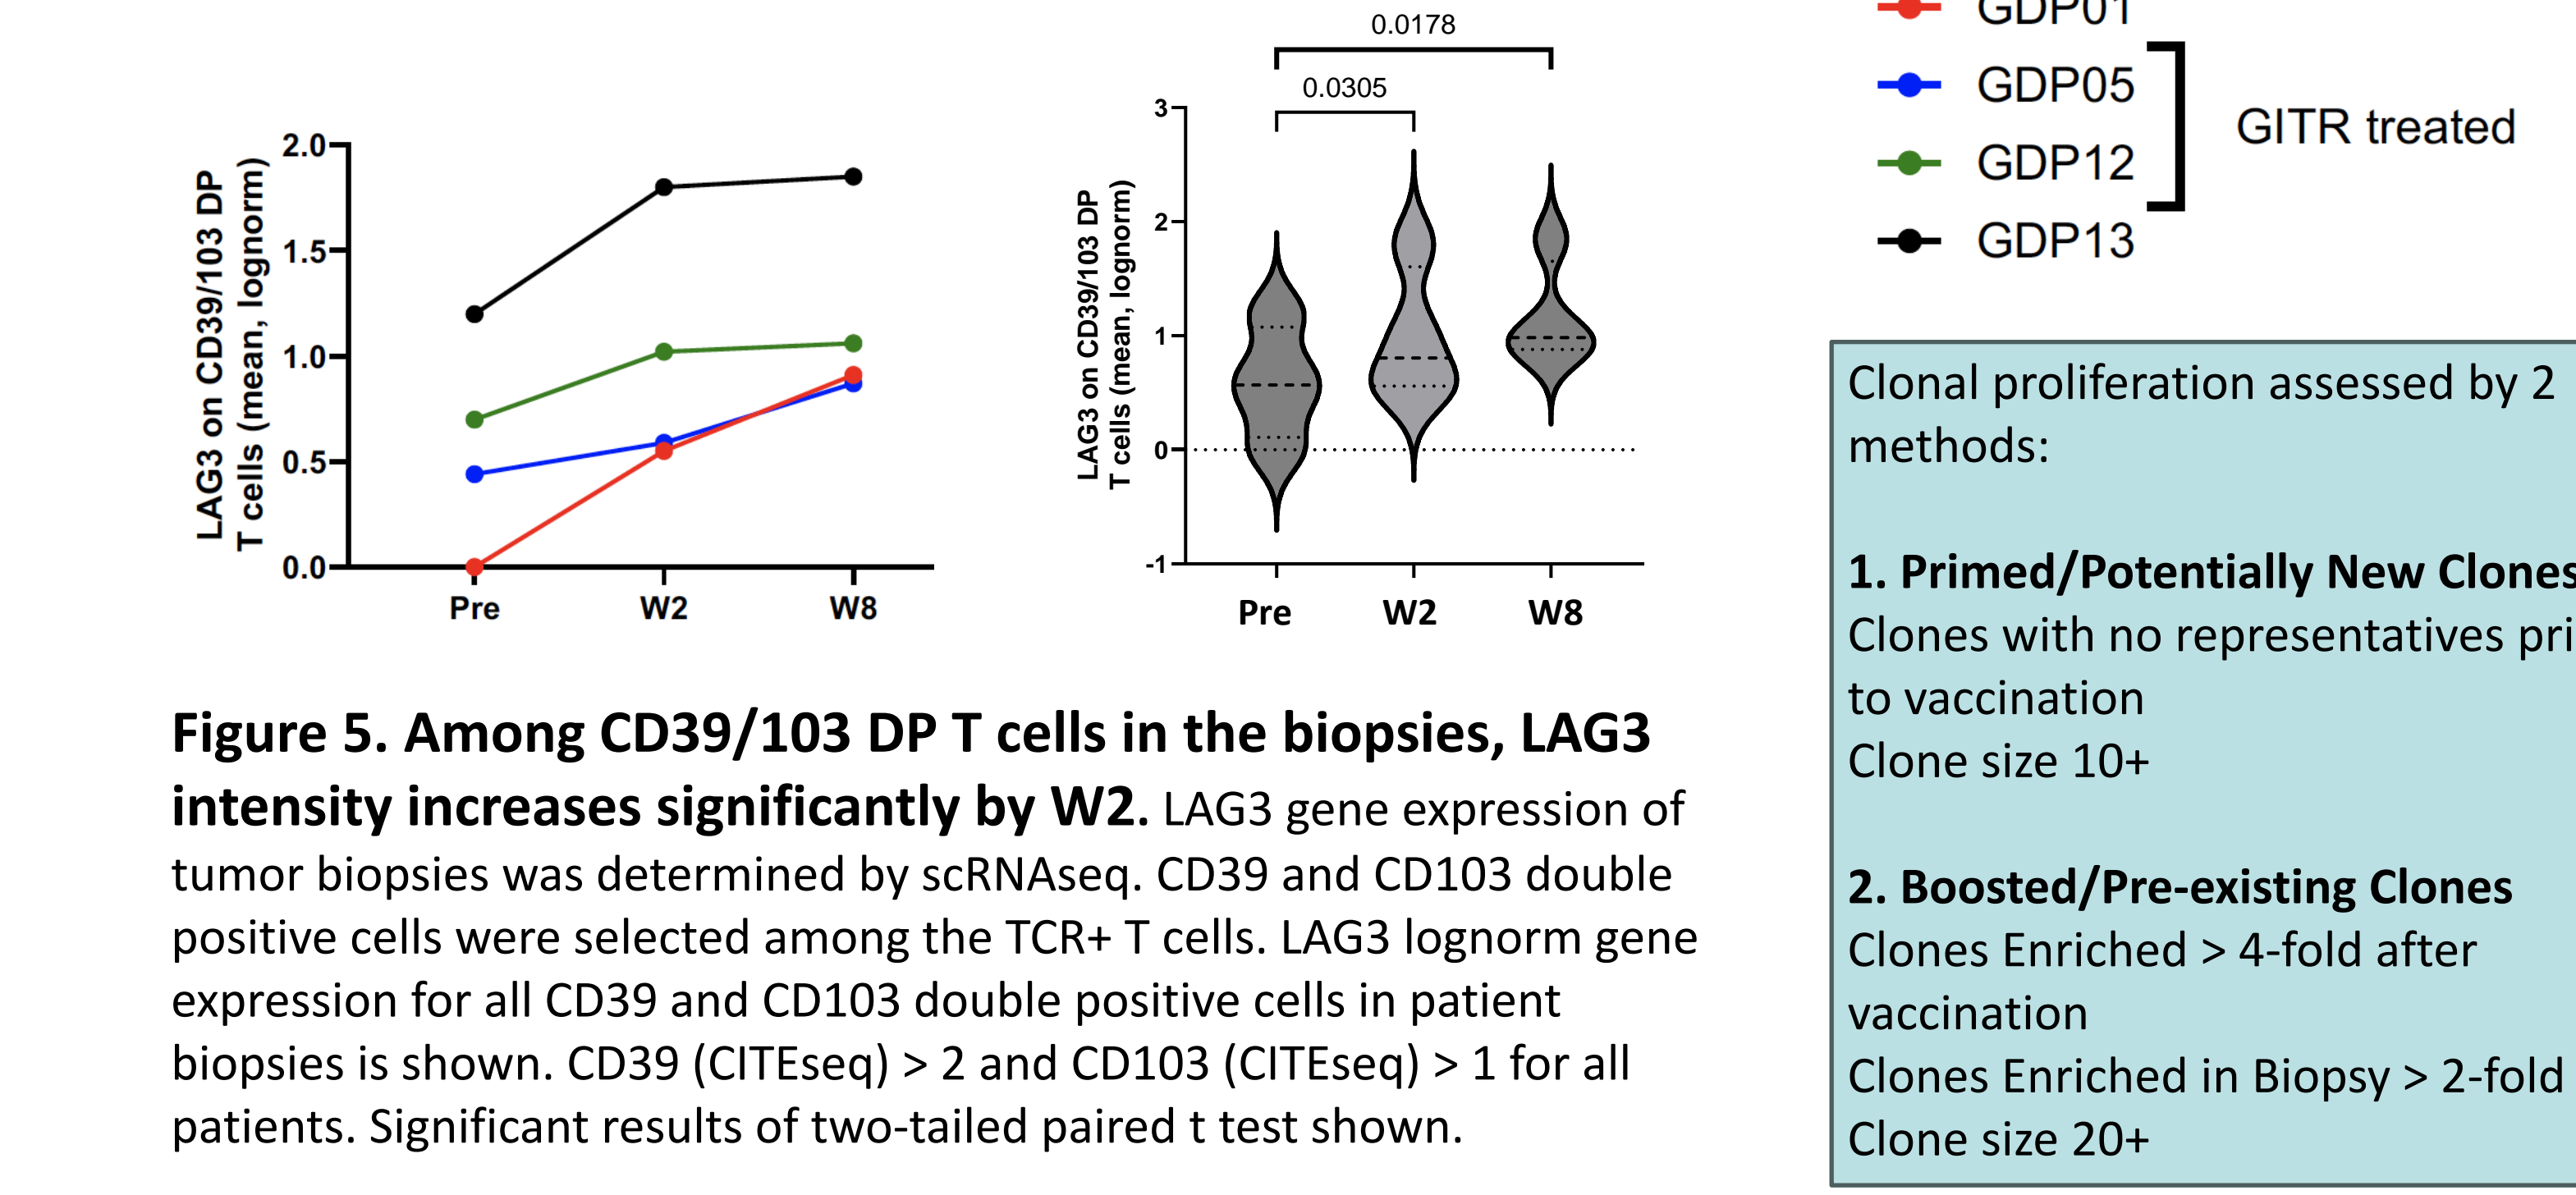 2.0
1.5
1.0
0.5
0.0
LAG3 on CD39/103 DP
T cells (mean, lognorm)
Pre W2 W8
0.0178
0.0305
3
2
1
0
-1
LAG3 on CD39/103 DP
T cells (mean, lognorm)
Pre W2 W8
GDP01
GDP05
GDP12
GDP13
GITR treated
Figure 5. Among CD39/103 DP T cells in the biopsies, LAG3
intensity increases significantly by W2. LAG3 gene expression of
tumor biopsies was determined by scRNAseq. CD39 and CD103 double
positive cells were selected among the TCR+ T cells. LAG3 lognorm gene
expression for all CD39 and CD103 double positive cells in patient
biopsies is shown. CD39 (CITEseq) > 2 and CD103 (CITEseq) > 1 for all
patients. Significant results of two-tailed paired t test shown.
Clonal proliferation assessed by 2
methods:
1. Primed/Potentially New Clones
Clones with no representatives pri
to vaccination
Clone size 10+
2. Boosted/Pre-existing Clones
Clones Enriched > 4-fold after
vaccination
Clones Enriched in Biopsy > 2-fold
Clone size 20+